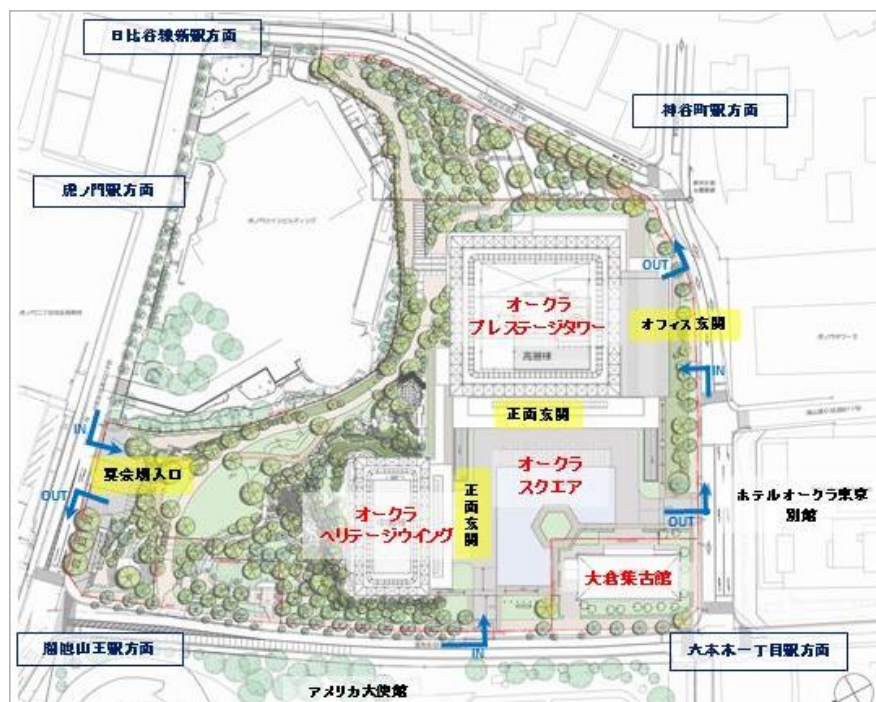 日比谷線新駅方面
神谷町駅方面
虎ノ門駅方面
OUT
オークラ
プレステージタワー
高層棟
オフィス玄関
IN
正面玄関
IN
宴会場入口
OUT
オークラ
スクエア
正面玄関
オークラ
ヘリテージウイング
OUT
ホテルオークラ東京
別館
大倉集古館
IN
溜池山王駅方面
六本木一丁目駅方面
アメリカ大使館